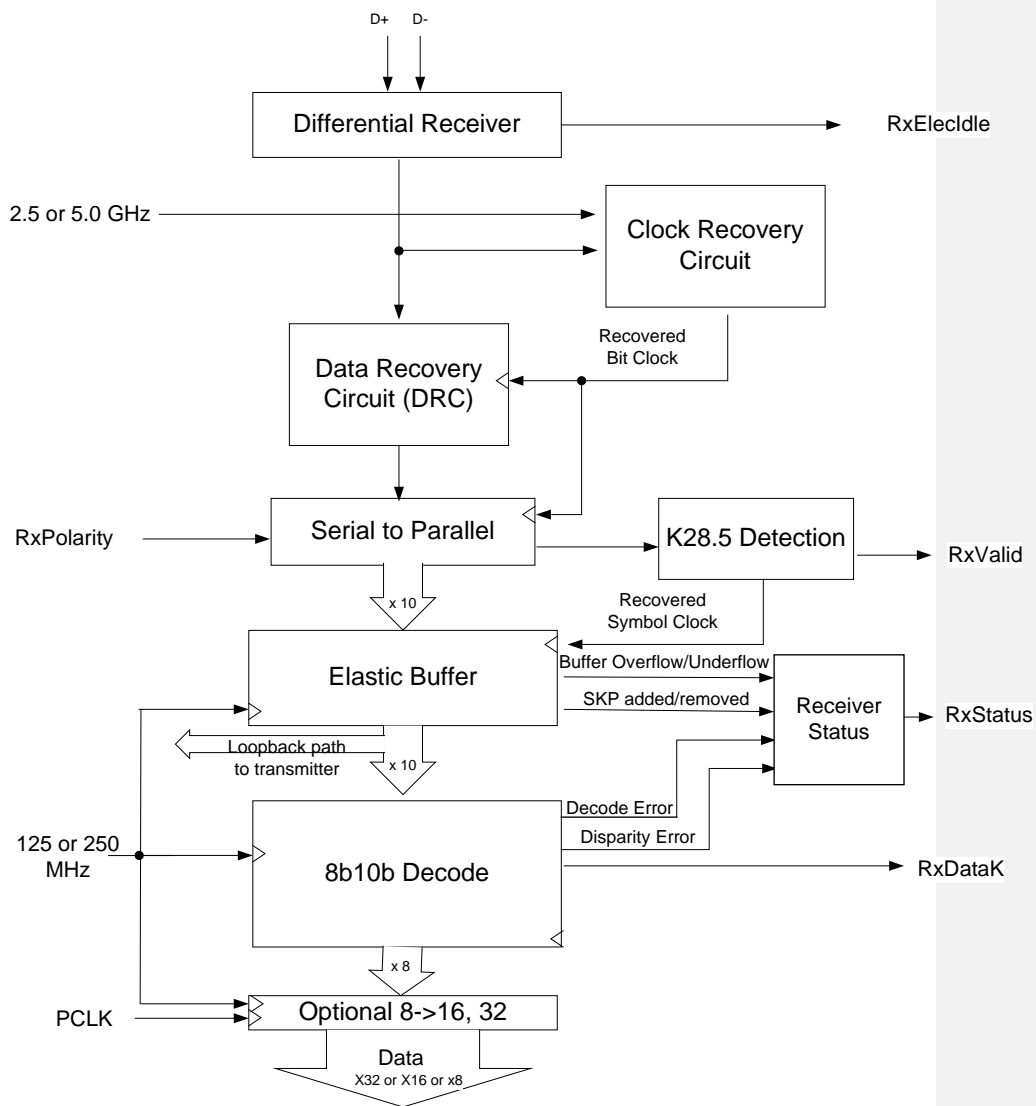 D+ D-
Differential Receiver
RxElecIdle
2.5 or 5.0 GHz
Clock Recovery
Circuit
Recovered
Bit Clock
Data Recovery
Circuit (DRC)
RxPolarity
Serial to Parallel
K28.5 Detection
RxValid
x 10
Recovered
Symbol Clock
Elastic Buffer
Buffer Overflow/Underflow
SKP added/removed
Receiver
Status
RxStatus
Loopback path
to transmitter
x 10
Decode Error
Disparity Error
125 or 250
MHz
8b10b Decode
RxDataK
x 8
PCLK
Optional 8->16, 32
Data
X32 or X16 or x8